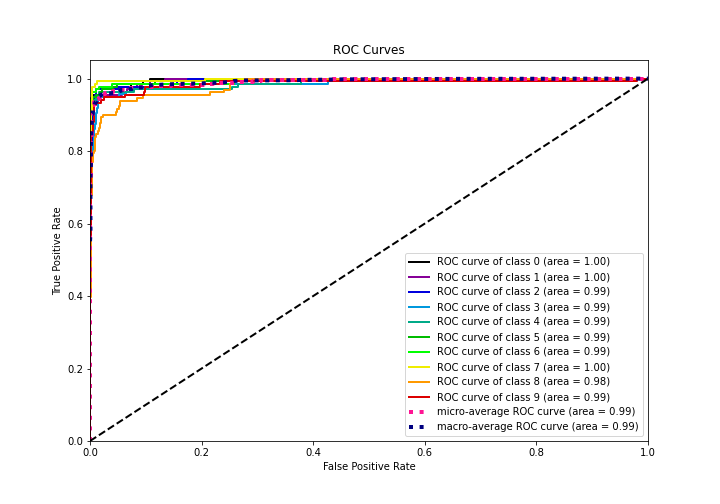 ROC Curves
1.0
0.8
0.6
0.4
0.2
0.0
True Positive Rate
0.0 0.2 0.4 0.6 0.8 1.0
False Positive Rate
ROC curve of class 0 (area = 1.00)
ROC curve of class 1 (area = 1.00)
ROC curve of class 2 (area = 0.99)
ROC curve of class 3 (area = 0.99)
ROC curve of class 4 (area = 0.99)
ROC curve of class 5 (area = 0.99)
ROC curve of class 6 (area = 0.99)
ROC curve of class 7 (area = 1.00)
ROC curve of class 8 (area = 0.98)
ROC curve of class 9 (area = 0.99)
micro-average ROC curve (area = 0.99)
macro-average ROC curve (area = 0.99)